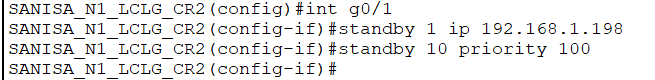 SANISA_N1_LCLG_CR2(config)#int g0/1
SANISA_N1_LCLG_CR2(config-if)#standby 1 ip 192.168.1.198
SANISA_N1_LCLG_CR2(config-if)#standby 10 priority 100
SANISA_N1_LCLG_CR2(config-if)#